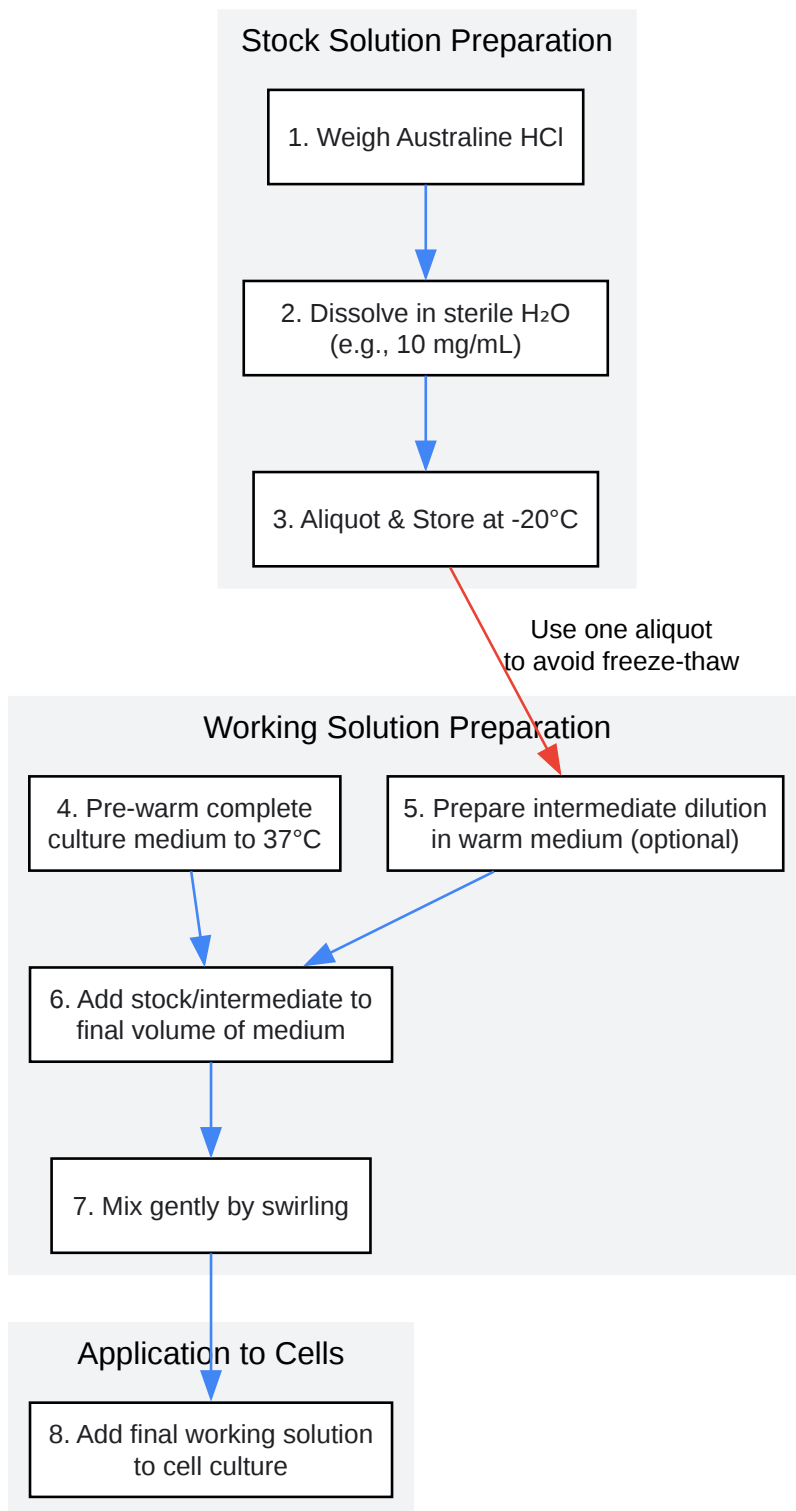 Stock Solution Preparation
1. Weigh Australine HCl
2. Dissolve in sterile H₂O
(e.g., 10 mg/mL)
3. Aliquot & Store at -20°C
Use one aliquot
to avoid freeze-thaw
Working Solution Preparation
4. Pre-warm complete
culture medium to 37°C
5. Prepare intermediate dilution
in warm medium (optional)
6. Add stock/intermediate to
final volume of medium
7. Mix gently by swirling
Application to Cells
8. Add final working solution
to cell culture